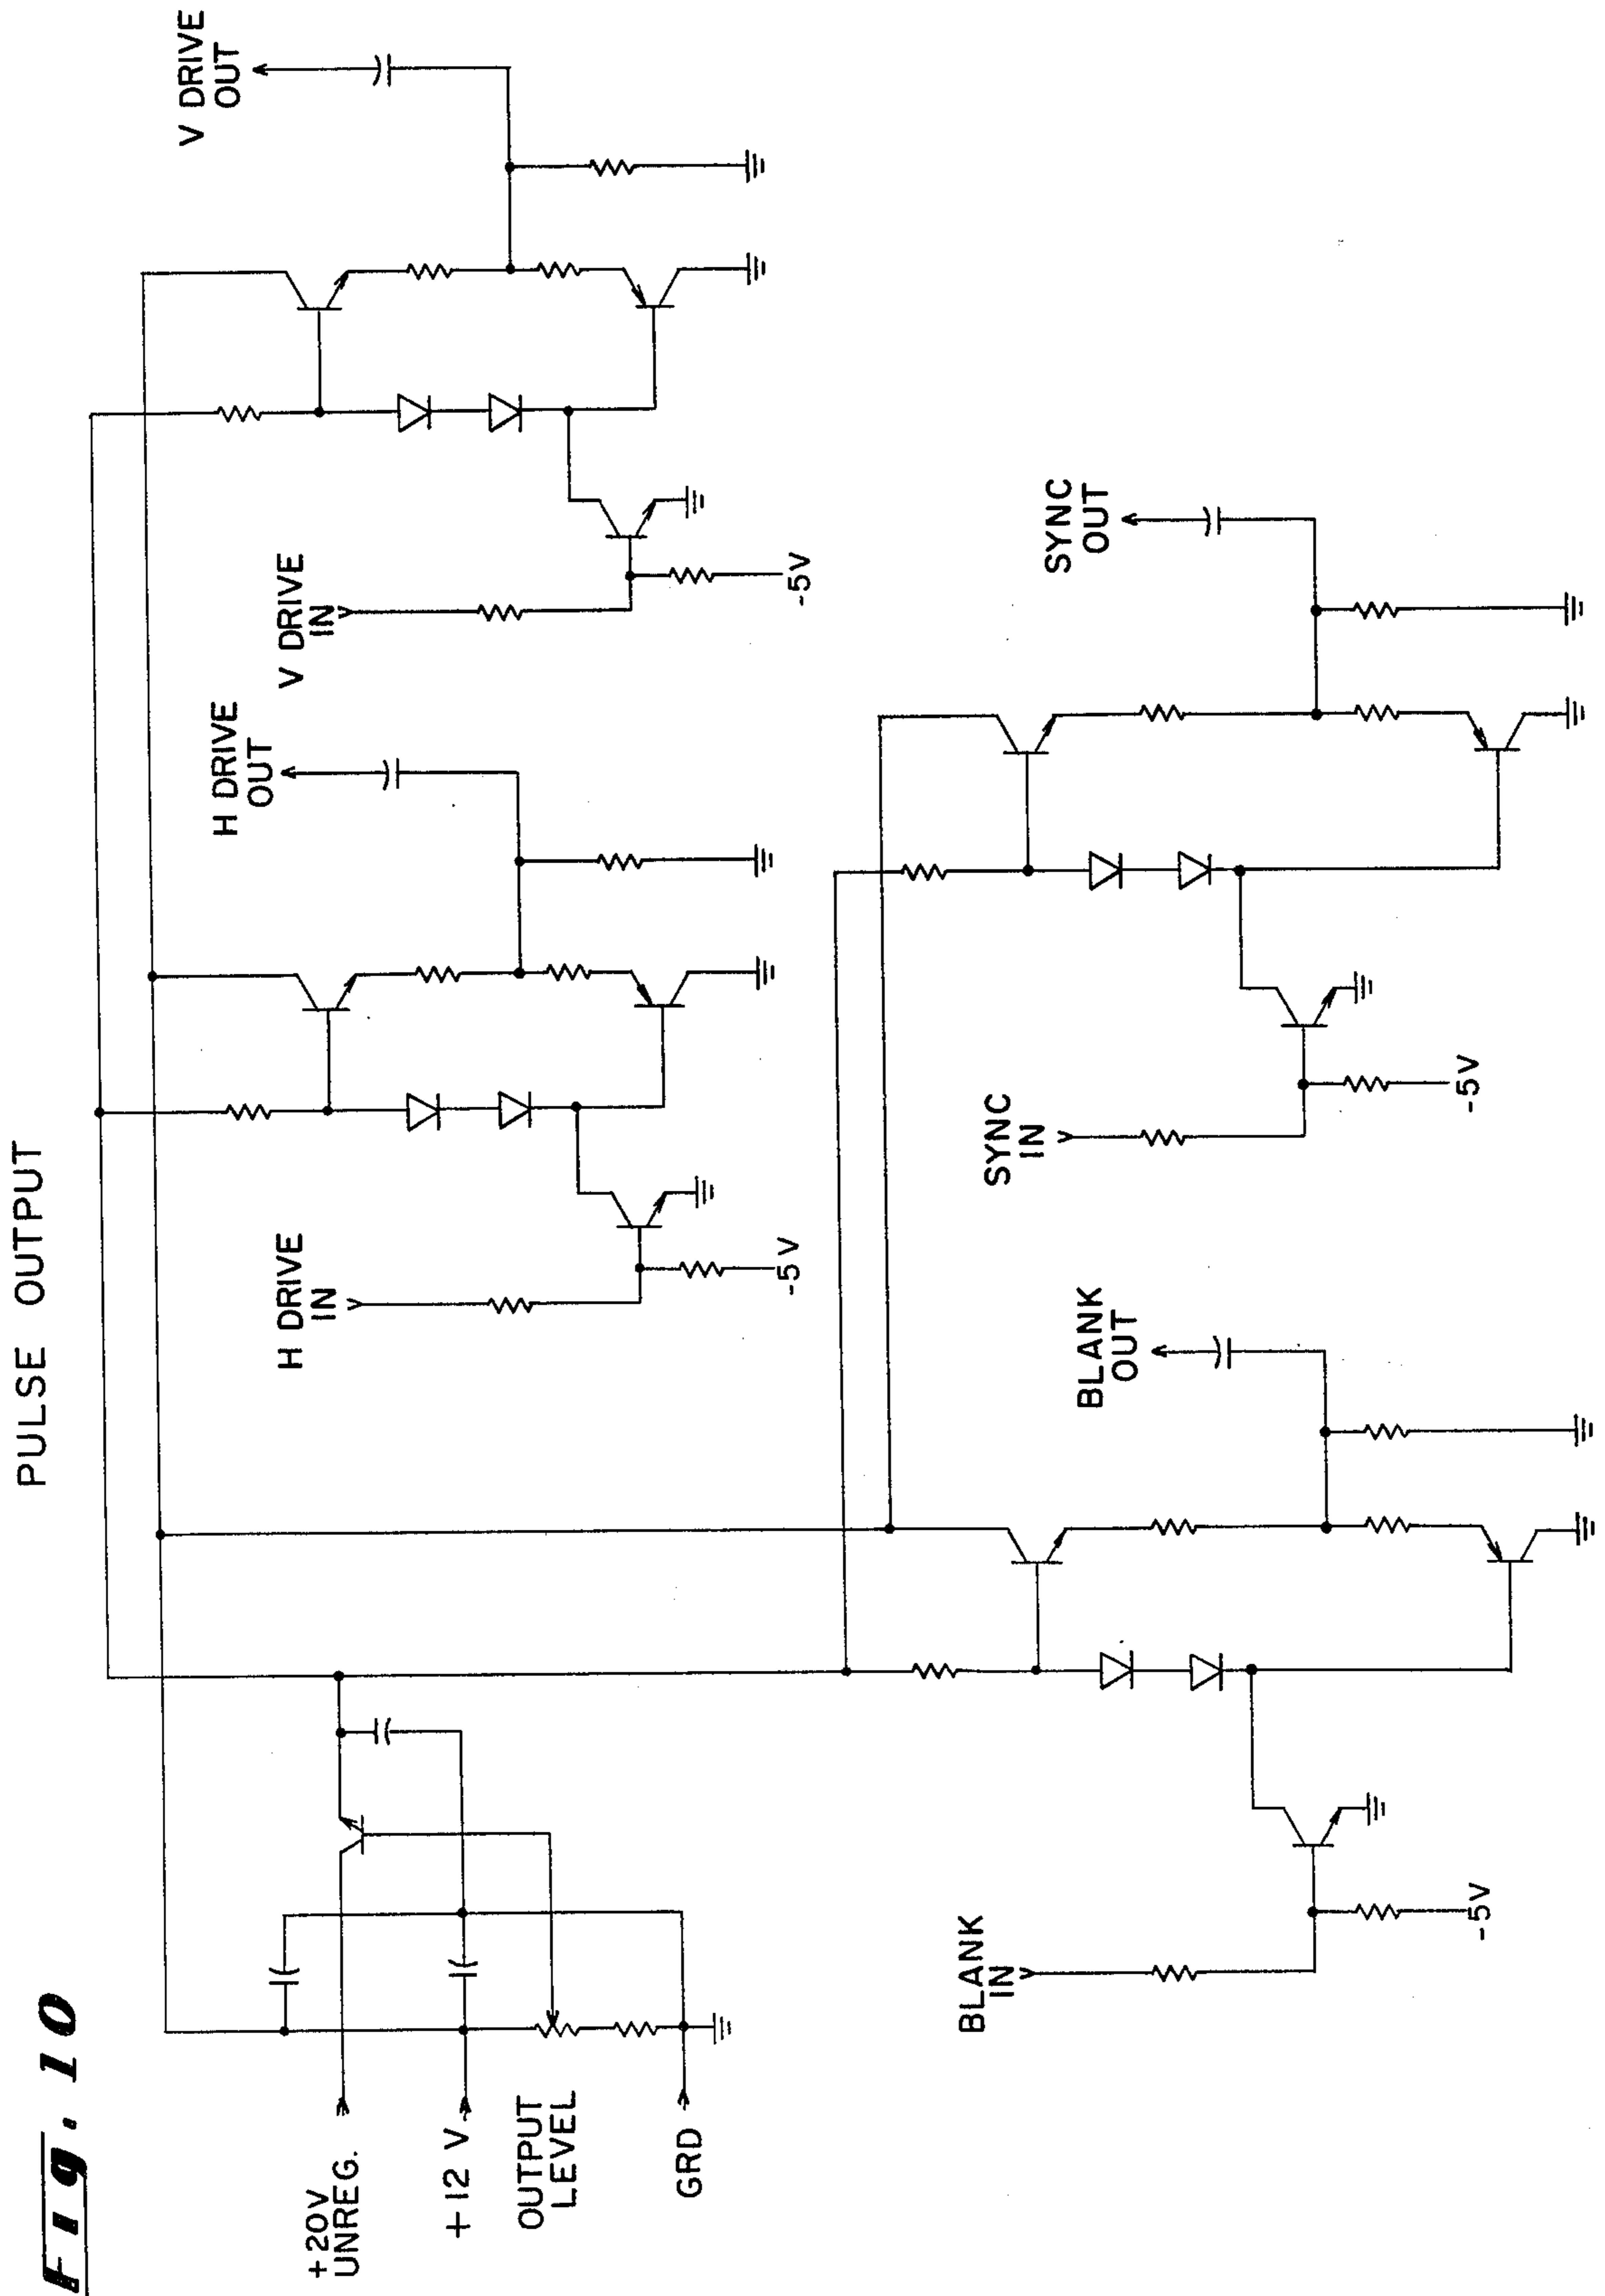 Fig. 10
PULSE OUTPUT
+20V
UNREG.
+12 V
OUTPUT
LEVEL
GRD
H DRIVE
IN
-5V
H DRIVE
OUT
V DRIVE
IN
-5V
V DRIVE
OUT
BLANK
IN
-5V
BLANK
OUT
SYNC
IN
-5V
SYNC
OUT